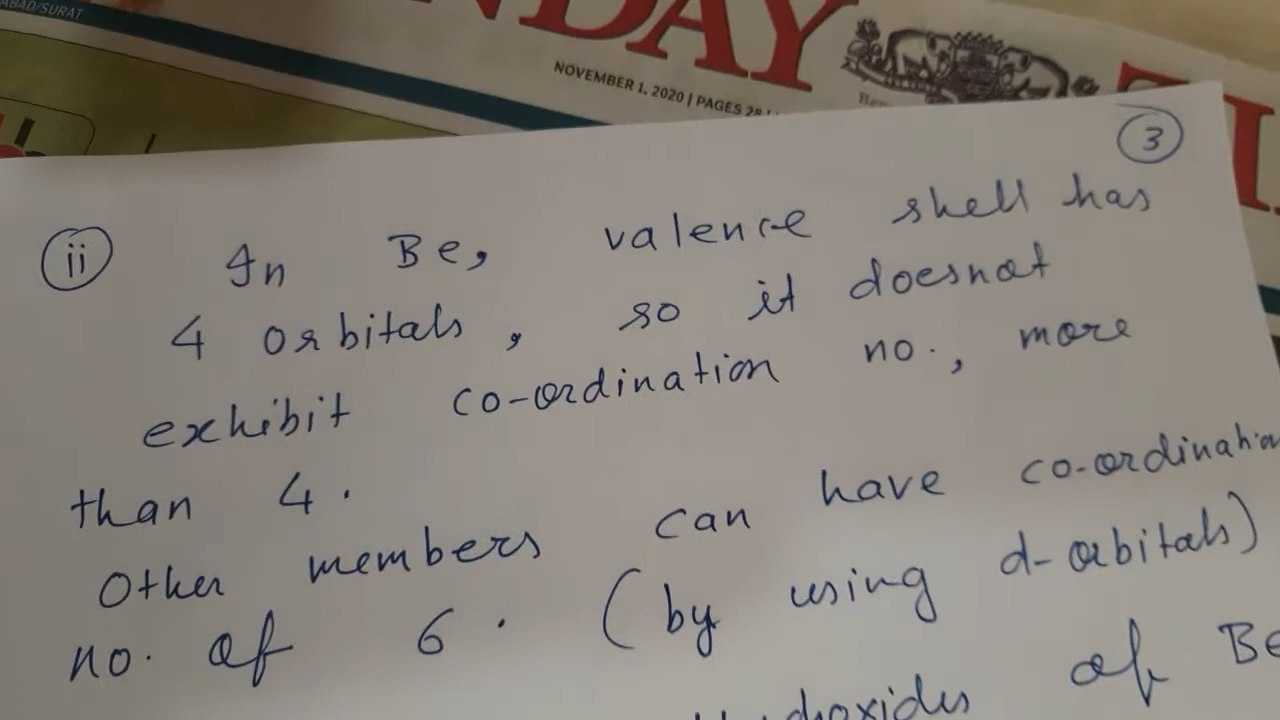 ABAD/SURAT
NDAY
NOVEMBER 1, 2020 | PAGES 28
3
ii In Be, valence shell has
4 orbitals, so it doesnot
exhibit co-ordination no., more
than 4.
Other members can have co-ordination
no. of 6. (by using d-orbitals)
of Be